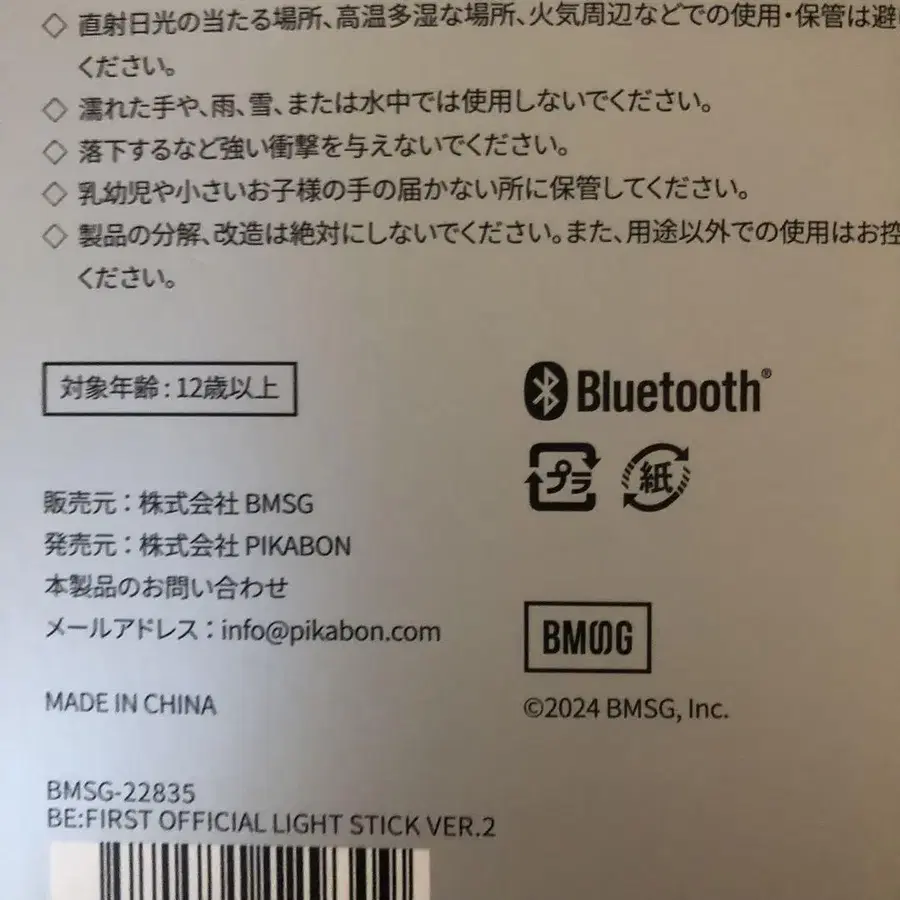 ◇ 直射日光の当たる場所、高温多湿な場所、火気周辺などでの使用・保管は避
ください。
◇ 濡れた手や、雨、雪、または水中では使用しないでください。
◇ 落下するなど強い衝撃を与えないでください。
◇ 乳幼児や小さいお子様の手の届かない所に保管してください。
◇ 製品の分解、改造は絶対にしないでください。また、用途以外での使用はお控
ください。
対象年齢：12歳以上
Bluetooth®
プラ 紙
販売元：株式会社 BMSG
発売元：株式会社 PIKABON
本製品のお問い合わせ
メールアドレス：info@pikabon.com
BMSG
MADE IN CHINA
©2024 BMSG, Inc.
BMSG-22835
BE:FIRST OFFICIAL LIGHT STICK VER.2